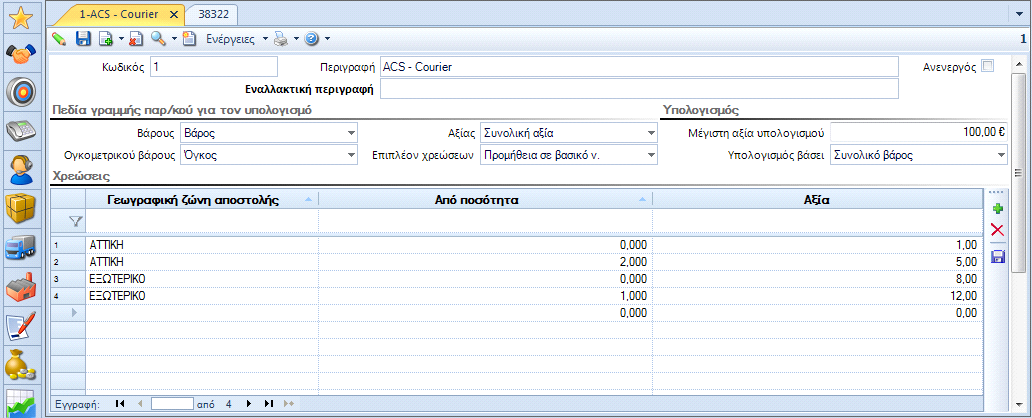 1-ACS - Courier 38322
Ενέργειες 1
Κωδικός 1 Περιγραφή ACS - Courier Ανενεργός
Εναλλακτική περιγραφή
Πεδία γραμμής παρ/κού για τον υπολογισμό Υπολογισμός
Βάρους Βάρος Αξίας Συνολική αξία Μέγιστη αξία υπολογισμού 100,00 €
Ογκομετρικού βάρους Όγκος Επιπλέον χρεώσεων Προμήθεια σε βασικό ν. Υπολογισμός βάσει Συνολικό βάρος
Χρεώσεις
Γεωγραφική ζώνη αποστολής Από ποσότητα Αξία
1 ΑΤΤΙΚΗ 0,000 1,00
2 ΑΤΤΙΚΗ 2,000 5,00
3 ΕΞΩΤΕΡΙΚΟ 0,000 8,00
4 ΕΞΩΤΕΡΙΚΟ 1,000 12,00
0,000 0,00
Εγγραφή: από 4